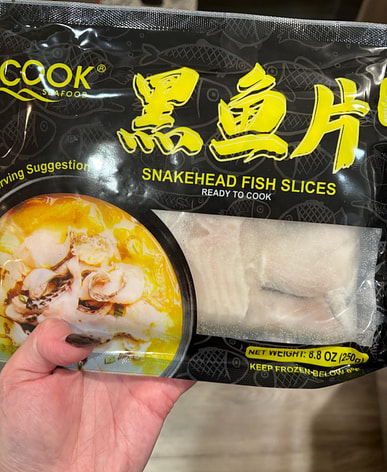 COOK®
SEAFOOD
黑鱼片
SNAKEHEAD FISH SLICES
READY TO COOK
rving Suggestion
NET WEIGHT: 8.8 OZ (250g)
KEEP FROZEN BELOW